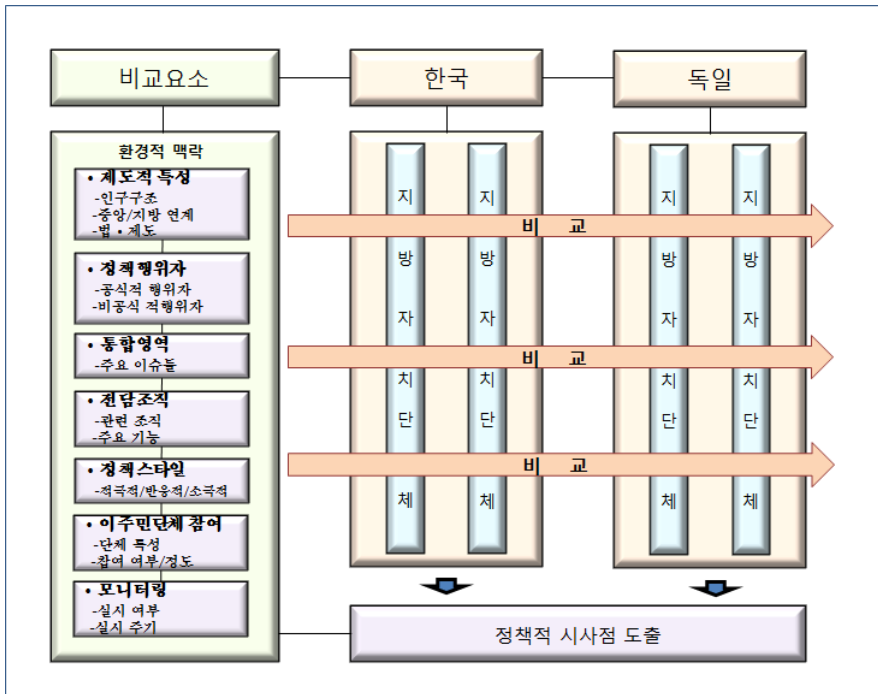 비교요소
한국
독일
환경적 맥락
• 제도적 특성
-인구구조
-중앙/지방 연계
-법·제도
• 정책행위자
-공식적 행위자
-비공식 적행위자
• 통합영역
-주요 이슈들
• 전담조직
-관련 조직
-주요 기능
• 정책스타일
-적극적/반응적/소극적
• 이주민단체 참여
-단체 특성
-참여 여부/정도
• 모니터링
-실시 여부
-실시 주기
지방자치단체
지방자치단체
지방자치단체
지방자치단체
비 교
비 교
비 교
정책적 시사점 도출